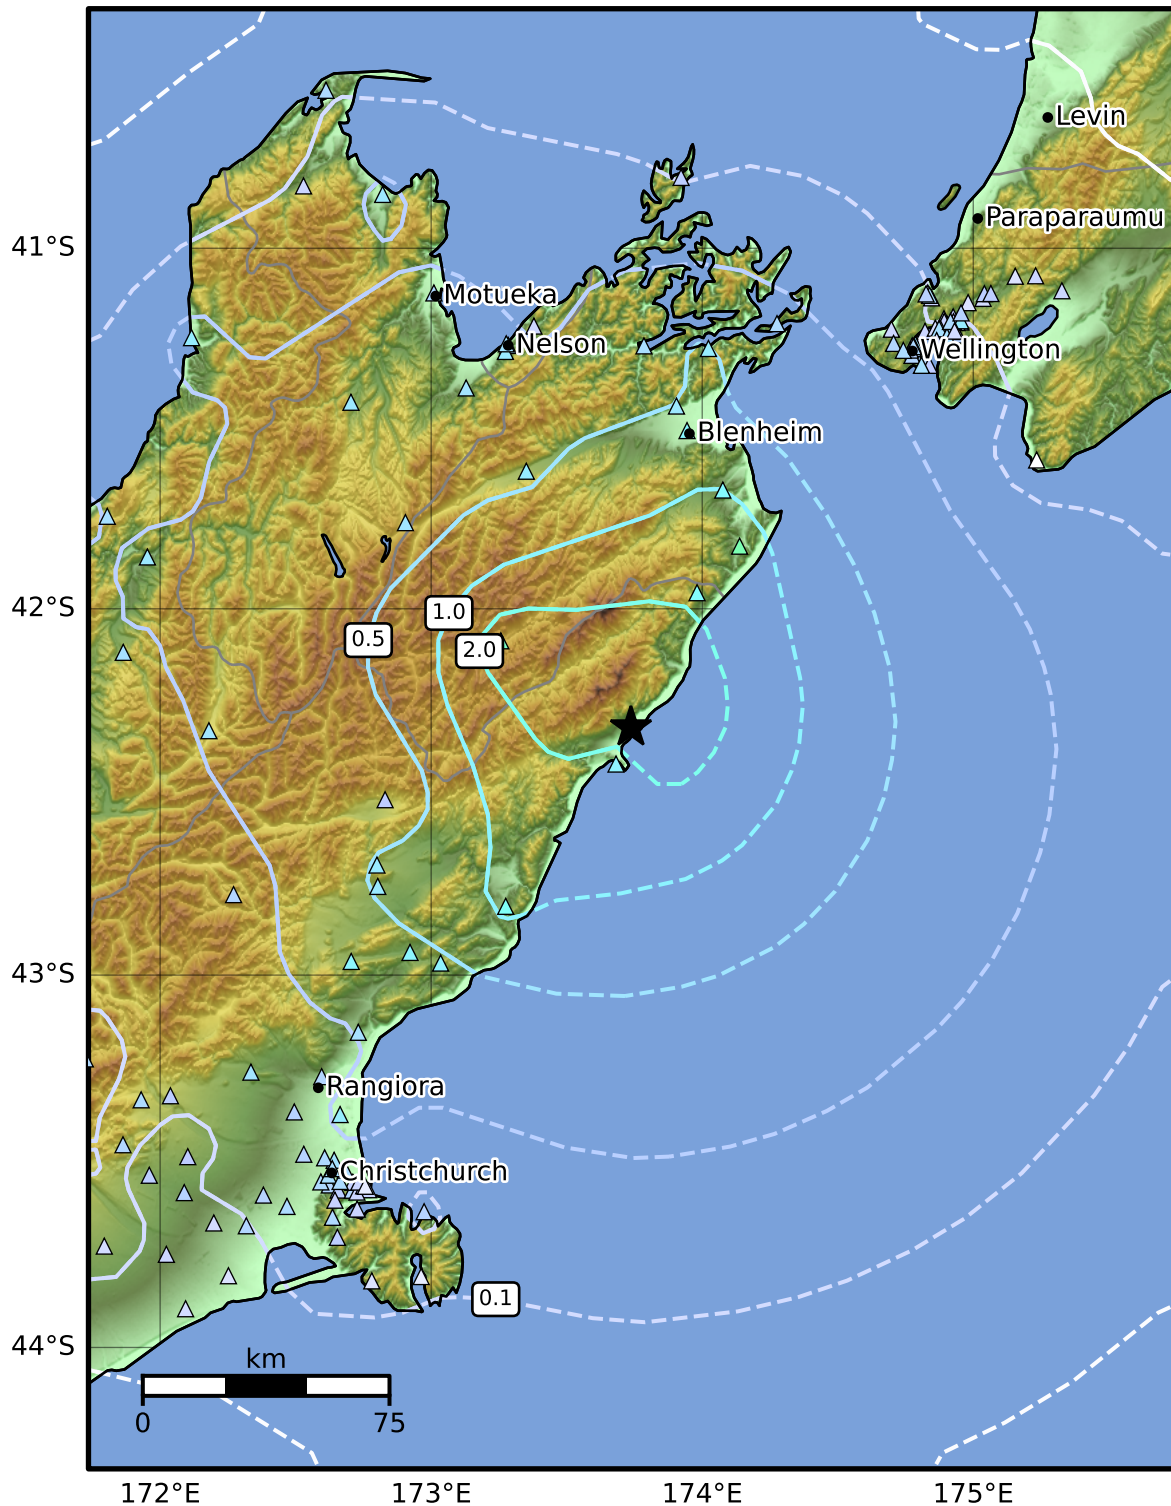 Levin
Paraparaumu
41°S
Motueka
Nelson
Wellington
Blenheim
42°S
1.0
0.5
2.0
43°S
Rangiora
Christchurch
0.1
44°S
km
0 75
172°E 173°E 174°E 175°E